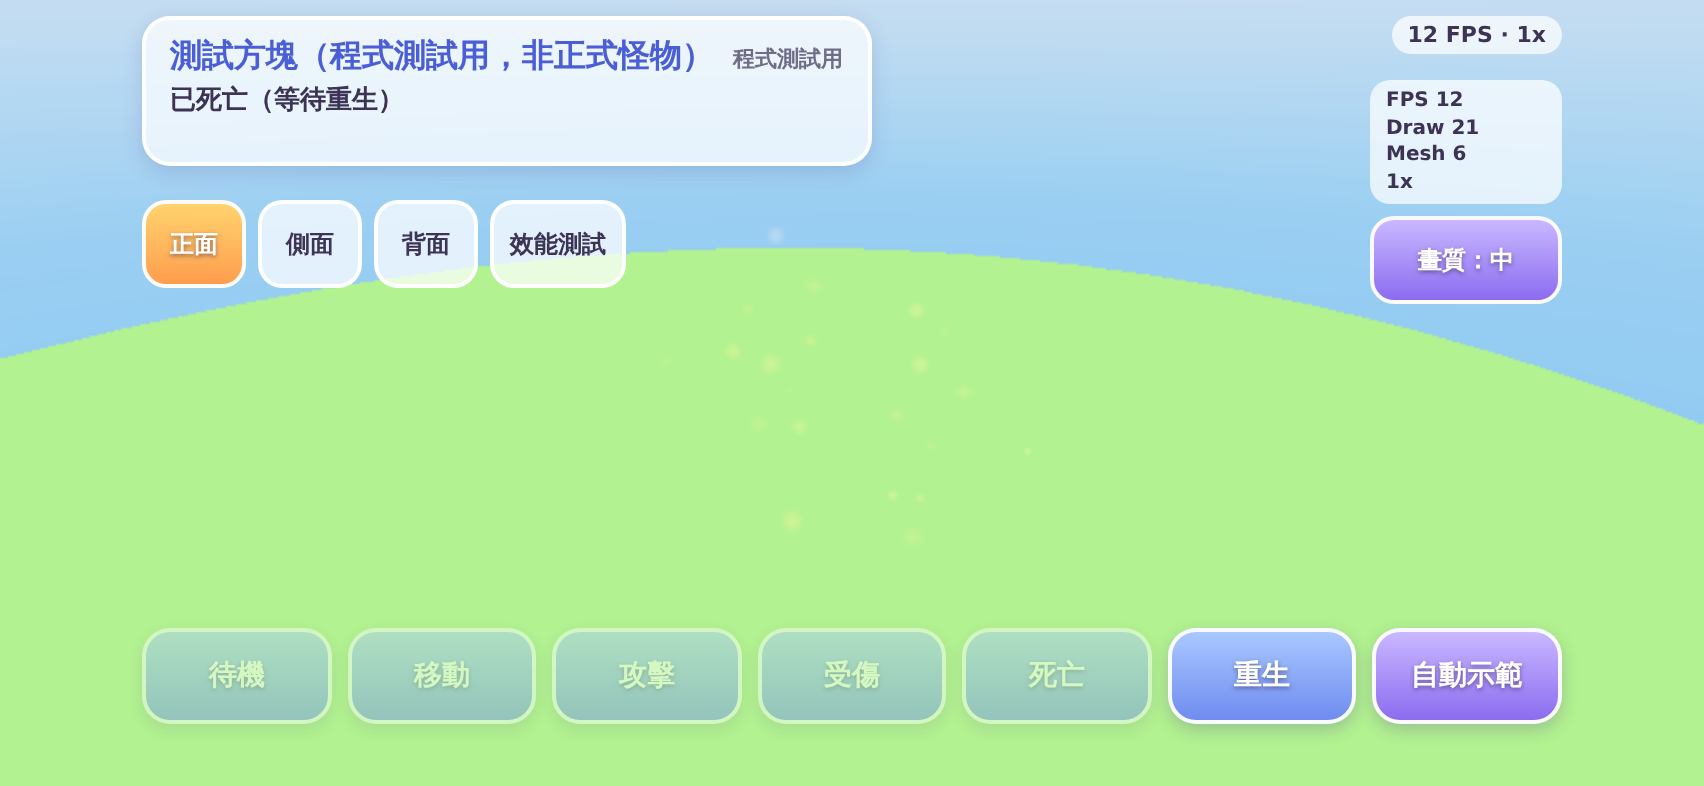 測試方塊（程式測試用，非正式怪物） 程式測試用
已死亡（等待重生）
12 FPS · 1x
FPS 12
Draw 21
Mesh 6
1x
正面
側面
背面
效能測試
畫質：中
待機
移動
攻擊
受傷
死亡
重生
自動示範